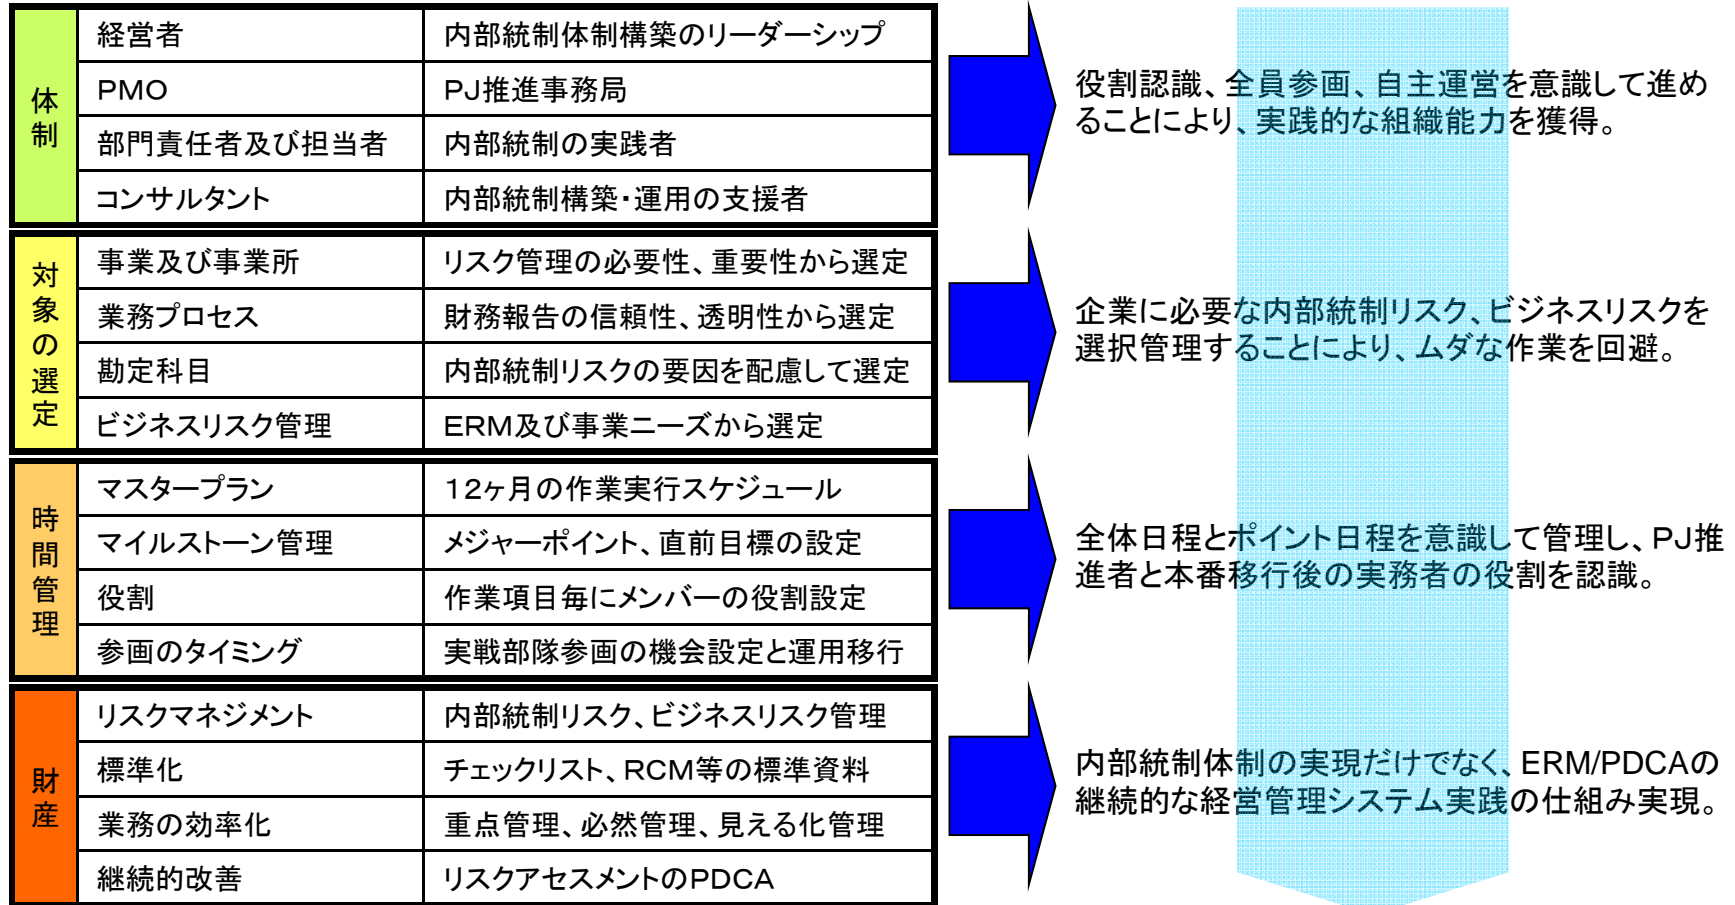 体制
経営者 内部統制体制構築のリーダーシップ
PMO PJ推進事務局
部門責任者及び担当者 内部統制の実践者
コンサルタント 内部統制構築・運用の支援者
役割認識、全員参画、自主運営を意識して進め
ることにより、実践的な組織能力を獲得。
対象の選定
事業及び事業所 リスク管理の必要性、重要性から選定
業務プロセス 財務報告の信頼性、透明性から選定
勘定科目 内部統制リスクの要因を配慮して選定
ビジネスリスク管理 ERM及び事業ニーズから選定
企業に必要な内部統制リスク、ビジネスリスクを
選択管理することにより、ムダな作業を回避。
時間管理
マスタープラン 12ヶ月の作業実行スケジュール
マイルストーン管理 メジャーポイント、直前目標の設定
役割 作業項目毎にメンバーの役割設定
参画のタイミング 実戦部隊参画の機会設定と運用移行
全体日程とポイント日程を意識して管理し、PJ推
進者と本番移行後の実務者の役割を認識。
財産
リスクマネジメント 内部統制リスク、ビジネスリスク管理
標準化 チェックリスト、RCM等の標準資料
業務の効率化 重点管理、必然管理、見える化管理
継続的改善 リスクアセスメントのPDCA
内部統制体制の実現だけでなく、ERM/PDCAの
継続的な経営管理システム実践の仕組み実現。